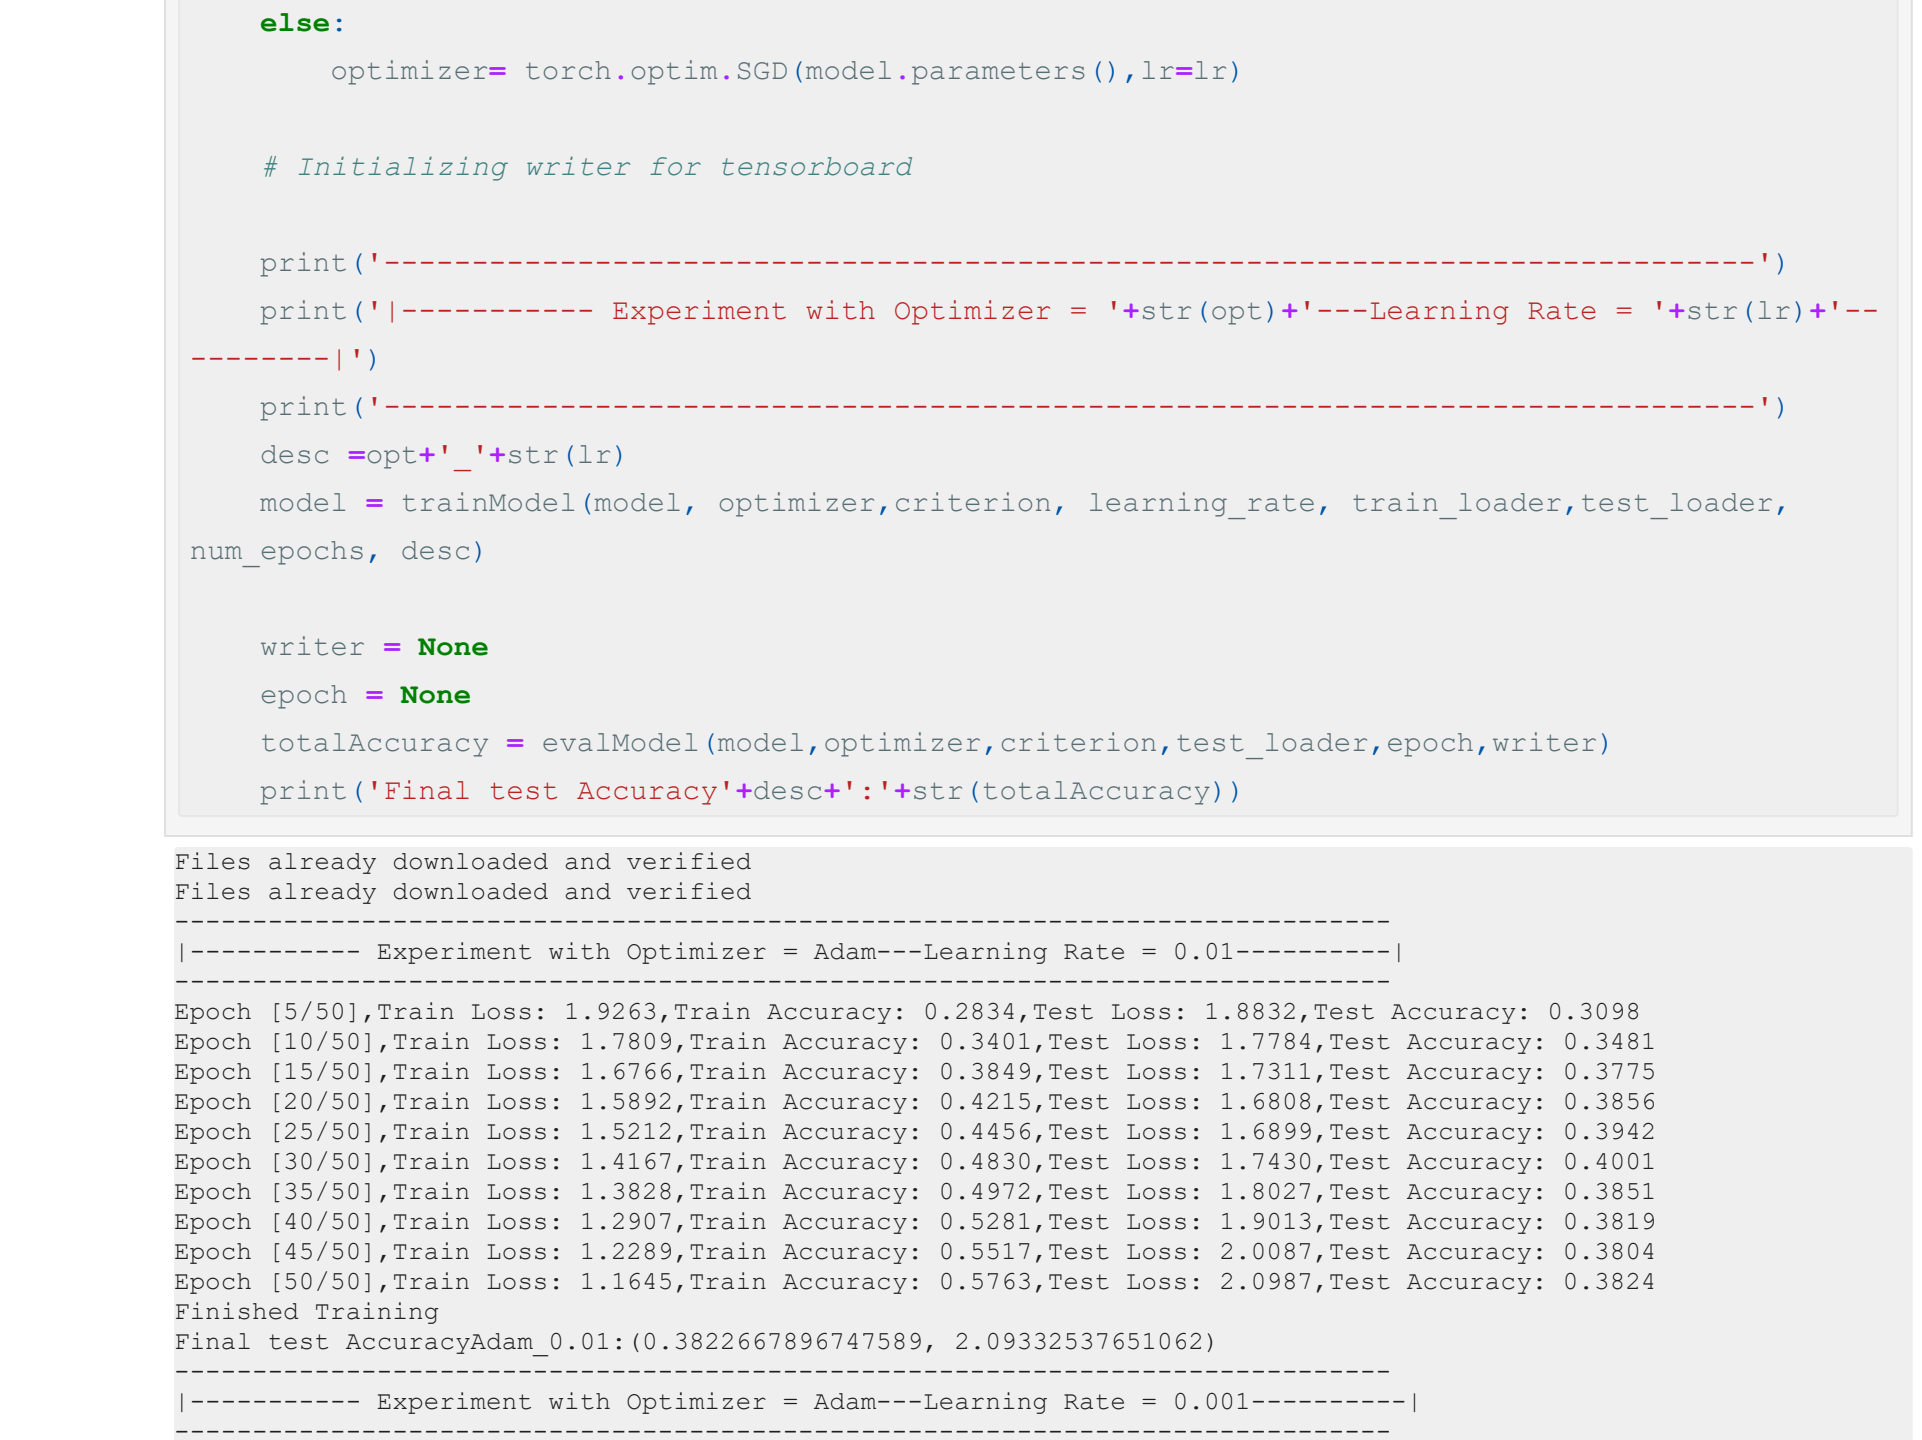 else:
optimizer= torch.optim.SGD(model.parameters(),lr=lr)
# Initializing writer for tensorboard
print('------------------------------------------------------------------------------')
print('|----------- Experiment with Optimizer = '+str(opt)+'---Learning Rate = '+str(lr)+'--
--------|')
print('------------------------------------------------------------------------------')
desc =opt+'_'+str(lr)
model = trainModel(model, optimizer,criterion, learning_rate, train_loader,test_loader,
num_epochs, desc)
writer = None
epoch = None
totalAccuracy = evalModel(model,optimizer,criterion,test_loader,epoch,writer)
print('Final test Accuracy'+desc+':'+str(totalAccuracy))
Files already downloaded and verified
Files already downloaded and verified
------------------------------------------------------------------------------
|----------- Experiment with Optimizer = Adam---Learning Rate = 0.01----------|
------------------------------------------------------------------------------
Epoch [5/50],Train Loss: 1.9263,Train Accuracy: 0.2834,Test Loss: 1.8832,Test Accuracy: 0.3098
Epoch [10/50],Train Loss: 1.7809,Train Accuracy: 0.3401,Test Loss: 1.7784,Test Accuracy: 0.3481
Epoch [15/50],Train Loss: 1.6766,Train Accuracy: 0.3849,Test Loss: 1.7311,Test Accuracy: 0.3775
Epoch [20/50],Train Loss: 1.5892,Train Accuracy: 0.4215,Test Loss: 1.6808,Test Accuracy: 0.3856
Epoch [25/50],Train Loss: 1.5212,Train Accuracy: 0.4456,Test Loss: 1.6899,Test Accuracy: 0.3942
Epoch [30/50],Train Loss: 1.4167,Train Accuracy: 0.4830,Test Loss: 1.7430,Test Accuracy: 0.4001
Epoch [35/50],Train Loss: 1.3828,Train Accuracy: 0.4972,Test Loss: 1.8027,Test Accuracy: 0.3851
Epoch [40/50],Train Loss: 1.2907,Train Accuracy: 0.5281,Test Loss: 1.9013,Test Accuracy: 0.3819
Epoch [45/50],Train Loss: 1.2289,Train Accuracy: 0.5517,Test Loss: 2.0087,Test Accuracy: 0.3804
Epoch [50/50],Train Loss: 1.1645,Train Accuracy: 0.5763,Test Loss: 2.0987,Test Accuracy: 0.3824
Finished Training
Final test AccuracyAdam_0.01:(0.3822667896747589, 2.09332537651062)
------------------------------------------------------------------------------
|----------- Experiment with Optimizer = Adam---Learning Rate = 0.001----------|
------------------------------------------------------------------------------